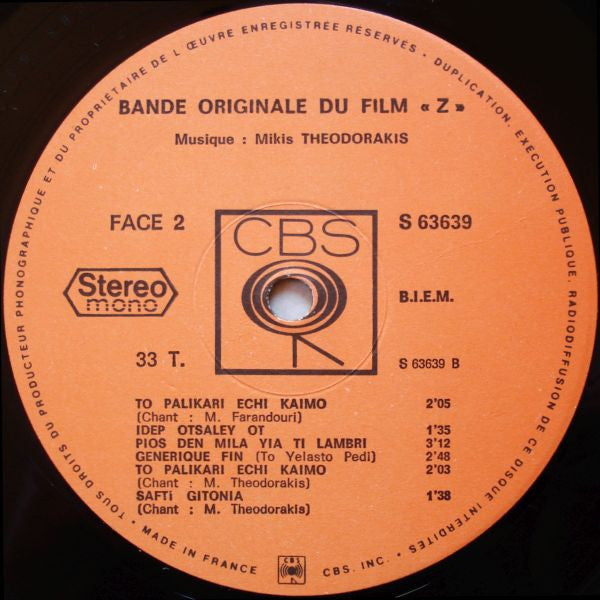 TOUS DROITS DU PRODUCTEUR PHONOGRAPHIQUE ET DU PROPRIÉTAIRE DE L'ŒUVRE ENREGISTRÉE RÉSERVÉS • DUPLICATION, EXÉCUTION PUBLIQUE, RADIODIFFUSION DE CE DISQUE INTERDITES •
BANDE ORIGINALE DU FILM « Z »
Musique : Mikis THEODORAKIS
FACE 2
CBS
S 63639
Stereo
mono
B.I.E.M.
33 T.
S 63639 B
TO PALIKARI ECHI KAIMO 2'05
(Chant : M. Farandouri)
IDEP OTSALEY OT 1'35
PIOS DEN MILA YIA TI LAMBRI 3'12
GENERIQUE FIN (To Yelasto Pedi) 2'48
TO PALIKARI ECHI KAIMO 2'03
(Chant : M. Theodorakis)
SAFTi GITONIA 1'38
(Chant : M. Theodorakis)
• MADE IN FRANCE
CBS
CBS, INC. •